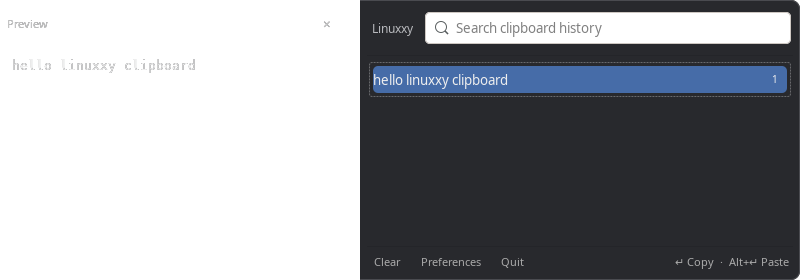 Preview ×
hello linuxxy clipboard
Linuxxy Search clipboard history
hello linuxxy clipboard 1
Clear Preferences Quit ↵ Copy · Alt+↵ Paste